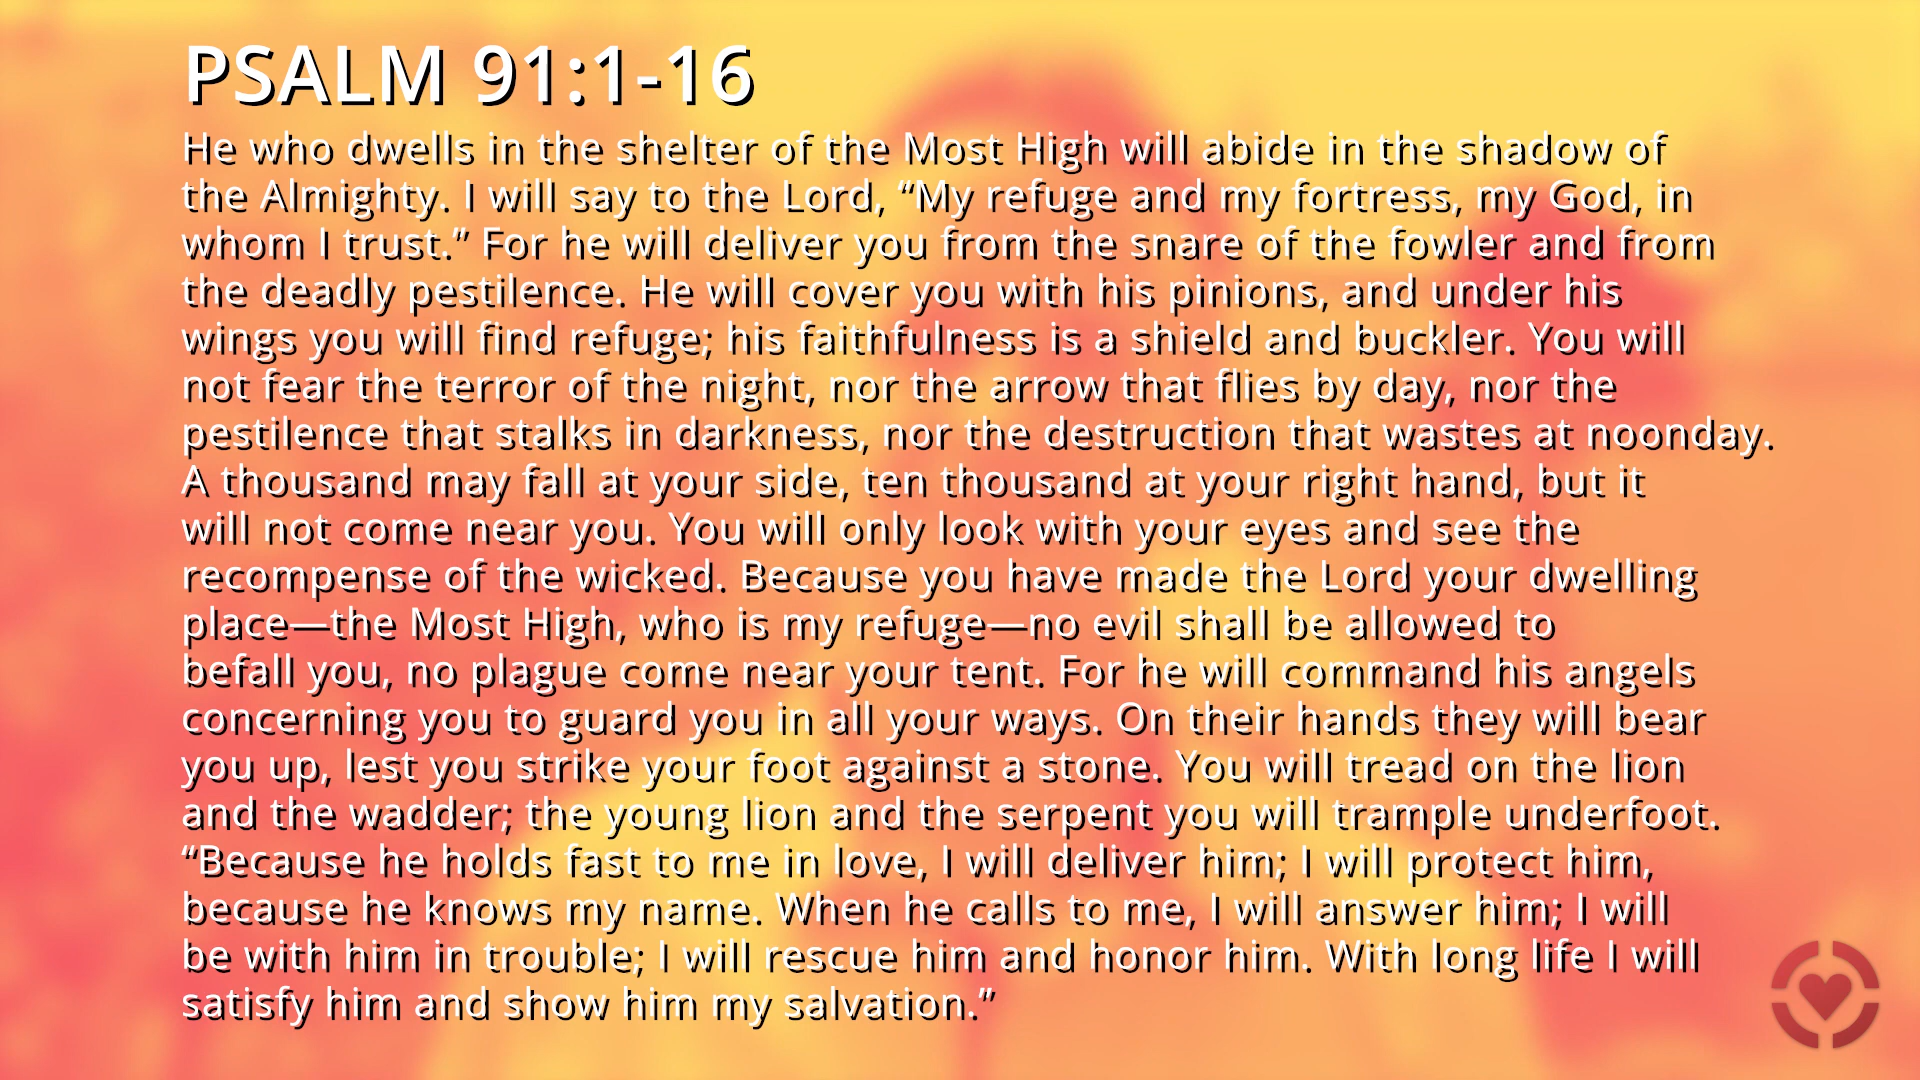 PSALM 91:1-16
He who dwells in the shelter of the Most High will abide in the shadow of
the Almighty. I will say to the Lord, “My refuge and my fortress, my God, in
whom I trust.” For he will deliver you from the snare of the fowler and from
the deadly pestilence. He will cover you with his pinions, and under his
wings you will find refuge; his faithfulness is a shield and buckler. You will
not fear the terror of the night, nor the arrow that flies by day, nor the
pestilence that stalks in darkness, nor the destruction that wastes at noonday.
A thousand may fall at your side, ten thousand at your right hand, but it
will not come near you. You will only look with your eyes and see the
recompense of the wicked. Because you have made the Lord your dwelling
place—the Most High, who is my refuge—no evil shall be allowed to
befall you, no plague come near your tent. For he will command his angels
concerning you to guard you in all your ways. On their hands they will bear
you up, lest you strike your foot against a stone. You will tread on the lion
and the wadder; the young lion and the serpent you will trample underfoot.
“Because he holds fast to me in love, I will deliver him; I will protect him,
because he knows my name. When he calls to me, I will answer him; I will
be with him in trouble; I will rescue him and honor him. With long life I will
satisfy him and show him my salvation.”